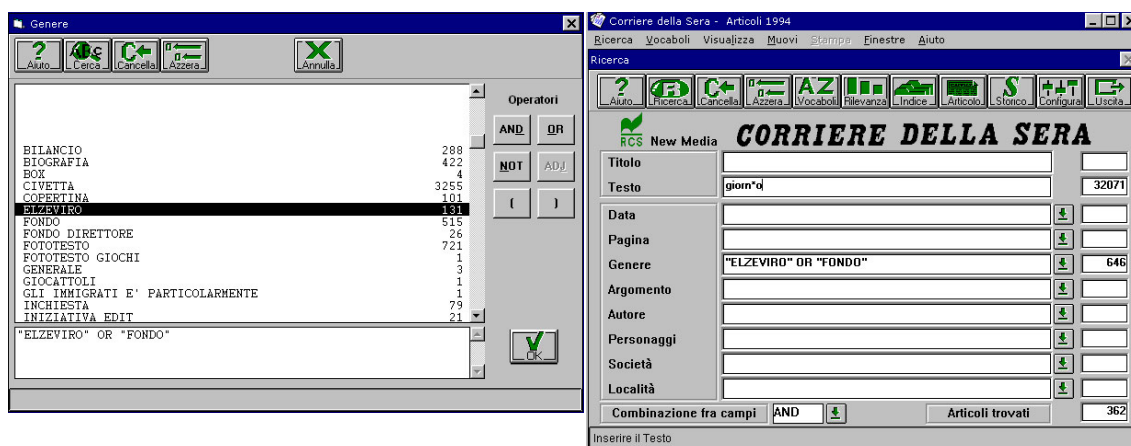 Genere
Aiuto Cerca Cancella Azzera Annulla
Operatori
AND OR
NOT ADJ
( )
BILANCIO 288
BIOGRAFIA 422
BOX 4
CIVETTA 3255
COPERTINA 101
ELZEVIRO 131
FONDO 515
FONDO DIRETTORE 26
FOTOTESTO 721
FOTOTESTO GIOCHI 1
GENERALE 3
GIOCATTOLI 1
GLI IMMIGRATI E' PARTICOLARMENTE 1
INCHIESTA 79
INIZIATIVA EDIT 21
"ELZEVIRO" OR "FONDO"
OK
Corriere della Sera - Articoli 1994
Ricerca Vocaboli Visualizza Muovi Stampa Finestre Aiuto
Ricerca
Aiuto Ricerca Cancella Azzera Vocaboli Rilevanza Indice Articolo Storico Configura Uscita
RCS New Media CORRIERE DELLA SERA
Titolo
Testo giorn*o 32071
Data
Pagina
Genere "ELZEVIRO" OR "FONDO" 646
Argomento
Autore
Personaggi
Società
Località
Combinazione fra campi AND Articoli trovati 362
Inserire il Testo